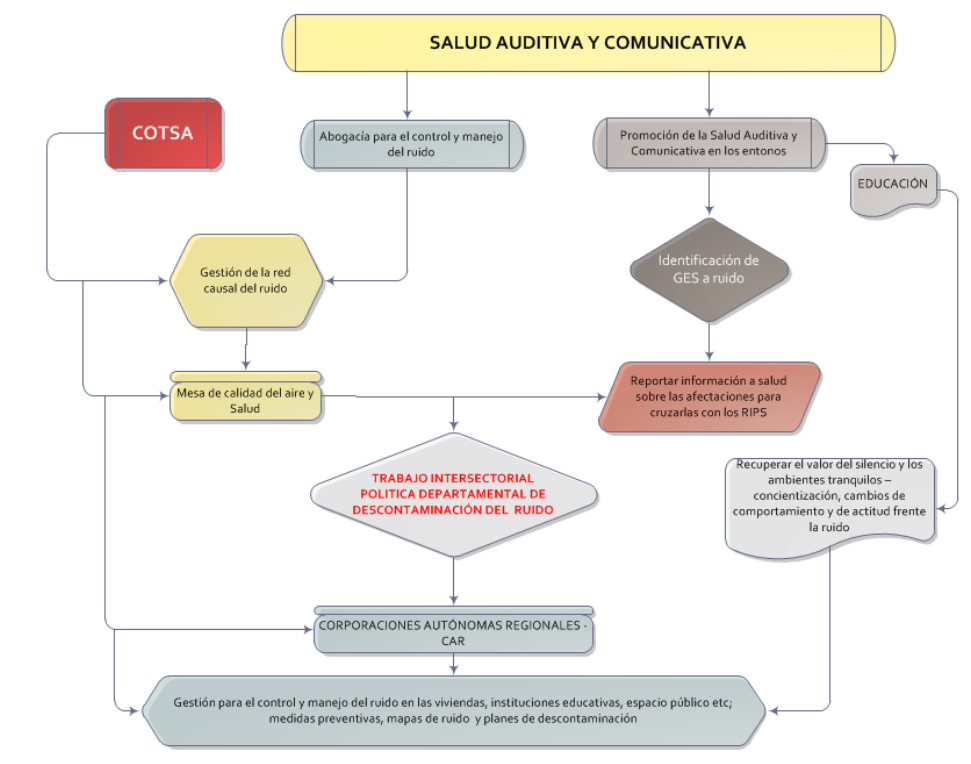 SALUD AUDITIVA Y COMUNICATIVA
COTSA
Abogacía para el control y manejo
del ruido
Promoción de la Salud Auditiva y
Comunicativa en los entonos
EDUCACIÓN
Gestión de la red
causal del ruido
Identificación de
GES a ruido
Mesa de calidad del aire y
Salud
Reportar información a salud
sobre las afectaciones para
cruzarlas con los RIPS
TRABAJO INTERSECTORIAL
POLITICA DEPARTAMENTAL DE
DESCONTAMINACIÓN DEL RUIDO
Recuperar el valor del silencio y los
ambientes tranquilos –
concientización, cambios de
comportamiento y de actitud frente
la ruido
CORPORACIONES AUTÓNOMAS REGIONALES -
CAR
Gestión para el control y manejo del ruido en las viviendas, instituciones educativas, espacio público etc;
medidas preventivas, mapas de ruido y planes de descontaminación